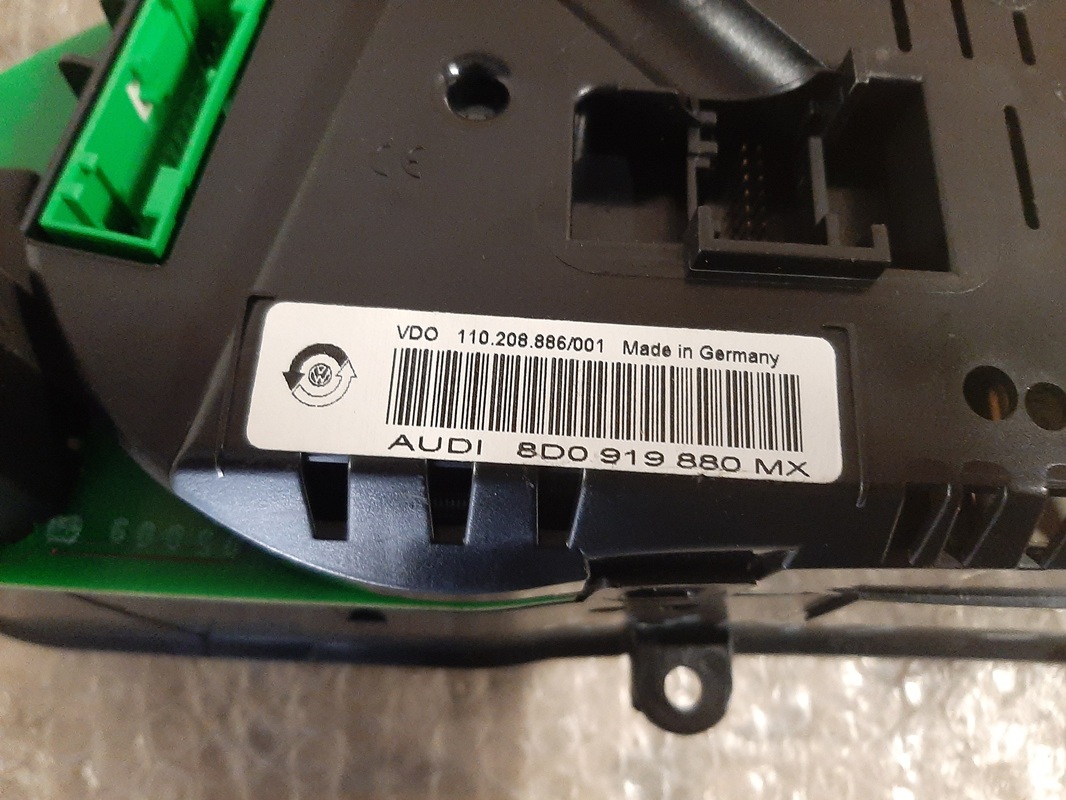 VDO 110.208.886/001 Made in Germany
AUDI 8D0 919 880 MX